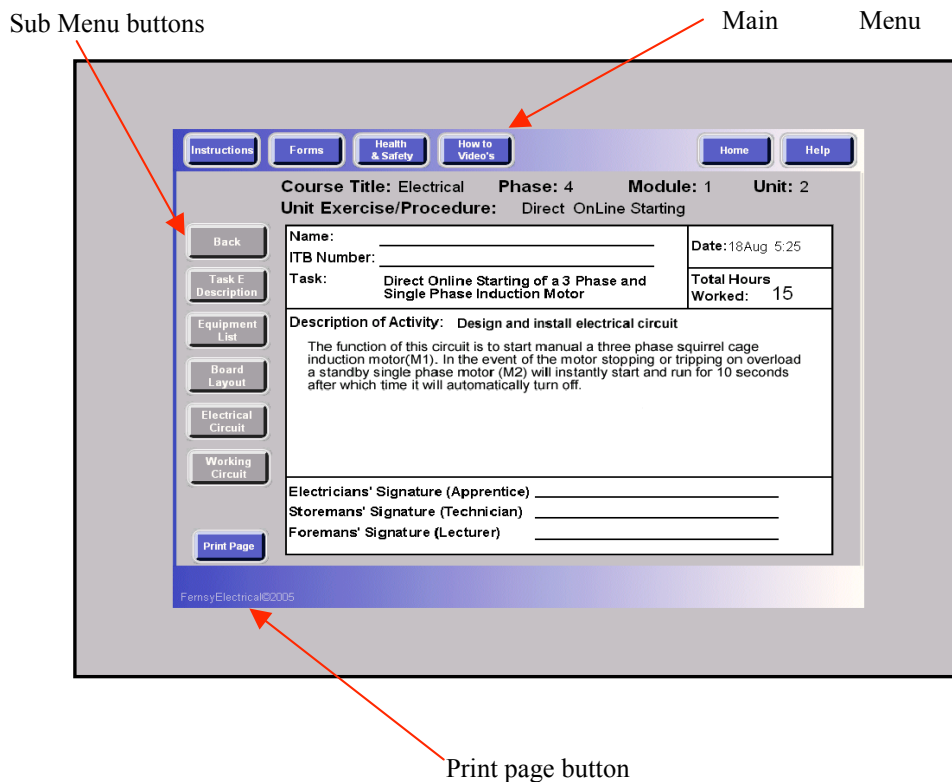 Sub Menu buttons
Main Menu
Instructions
Forms
Health
& Safety
How to
Video's
Home
Help
Course Title: Electrical Phase: 4 Module: 1 Unit: 2
Unit Exercise/Procedure: Direct OnLine Starting
Back
Task E
Description
Equipment
List
Board
Layout
Electrical
Circuit
Working
Circuit
Print Page
Name:
ITB Number:
Date:18Aug 5:25
Task: Direct Online Starting of a 3 Phase and
Single Phase Induction Motor
Total Hours
Worked: 15
Description of Activity: Design and install electrical circuit
The function of this circuit is to start manual a three phase squirrel cage
induction motor(M1). In the event of the motor stopping or tripping on overload
a standby single phase motor (M2) will instantly start and run for 10 seconds
after which time it will automatically turn off.
Electricians' Signature (Apprentice)
Storemans' Signature (Technician)
Foremans' Signature (Lecturer)
FernsyElectrical©2005
Print page button